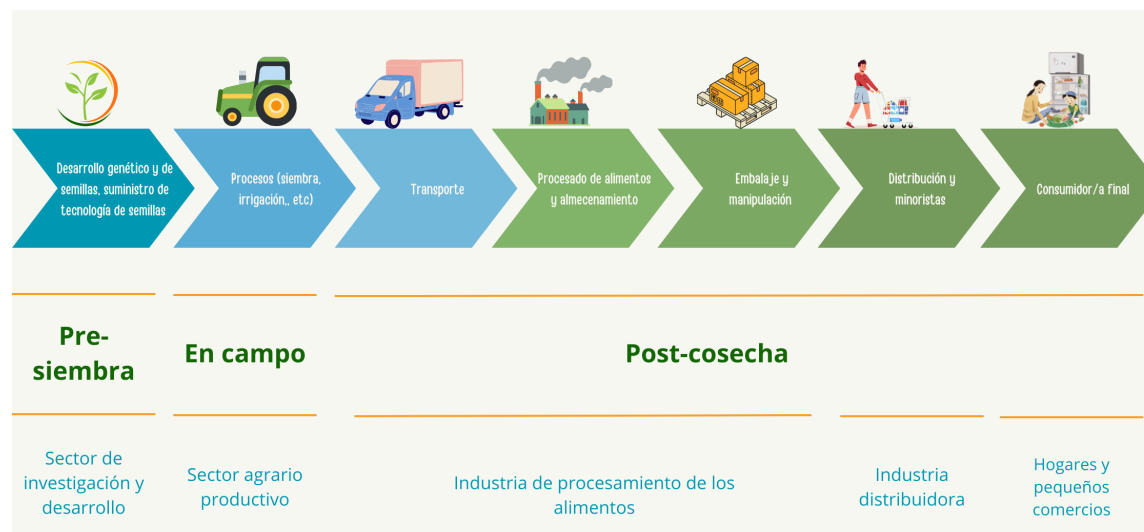 Desarrollo genético y de
semillas, suministro de
tecnología de semillas
Procesos (siembra,
irrigación,, etc)
Transporte
Procesado de alimentos
y almecenamiento
Embalaje y
manipulación
Distribución y
minoristas
Consumidor/a final
Pre-
siembra
En campo
Post-cosecha
Sector de
investigación y
desarrollo
Sector agrario
productivo
Industria de procesamiento de los
alimentos
Industria
distribuidora
Hogares y
pequeños
comercios